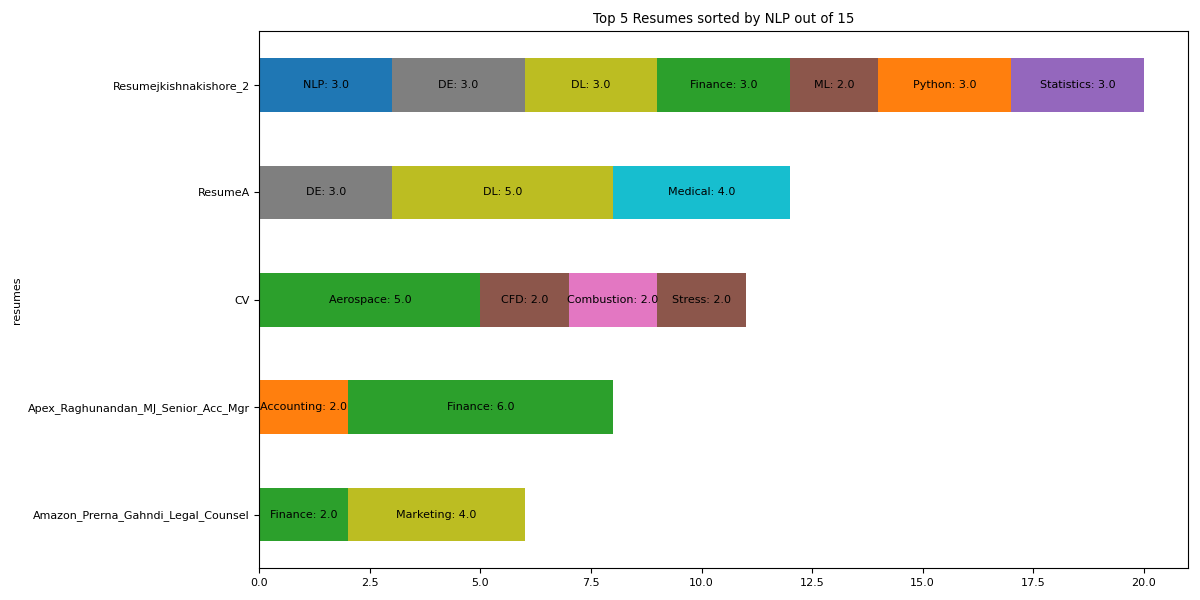 Top 5 Resumes sorted by NLP out of 15
resumes
Resumejkishnakishore_2
NLP: 3.0
DE: 3.0
DL: 3.0
Finance: 3.0
ML: 2.0
Python: 3.0
Statistics: 3.0
ResumeA
DE: 3.0
DL: 5.0
Medical: 4.0
CV
Aerospace: 5.0
CFD: 2.0
Combustion: 2.0
Stress: 2.0
Apex_Raghunandan_MJ_Senior_Acc_Mgr
Accounting: 2.0
Finance: 6.0
Amazon_Prerna_Gahndi_Legal_Counsel
Finance: 2.0
Marketing: 4.0
0.0
2.5
5.0
7.5
10.0
12.5
15.0
17.5
20.0